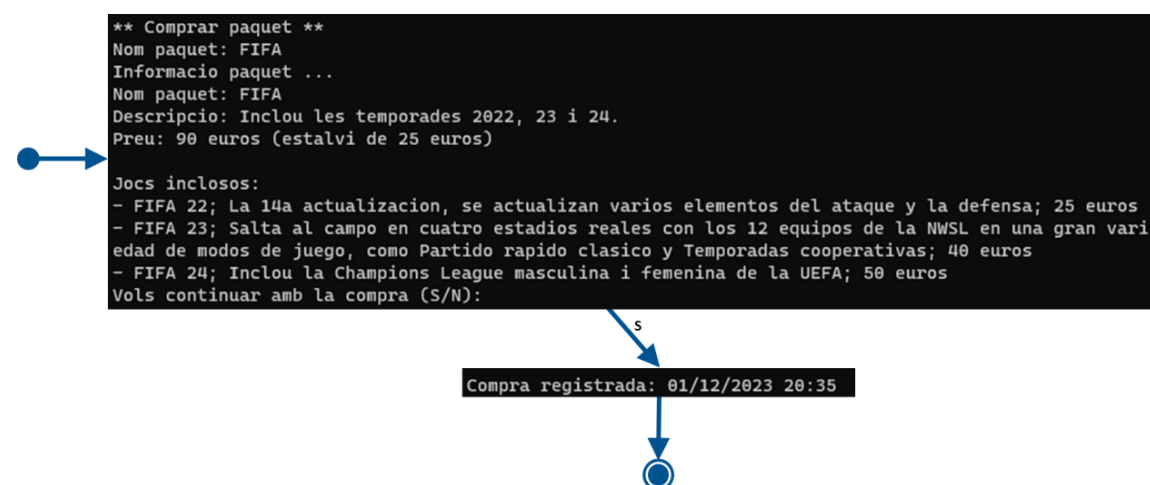 ** Comprar paquet **
Nom paquet: FIFA
Informacio paquet ...
Nom paquet: FIFA
Descripcio: Inclou les temporades 2022, 23 i 24.
Preu: 90 euros (estalvi de 25 euros)
Jocs inclosos:
- FIFA 22; La 14a actualizacion, se actualizan varios elementos del ataque y la defensa; 25 euros
- FIFA 23; Salta al campo en cuatro estadios reales con los 12 equipos de la NWSL en una gran vari
edad de modos de juego, como Partido rapido clasico y Temporadas cooperativas; 40 euros
- FIFA 24; Inclou la Champions League masculina i femenina de la UEFA; 50 euros
Vols continuar amb la compra (S/N):
S
Compra registrada: 01/12/2023 20:35